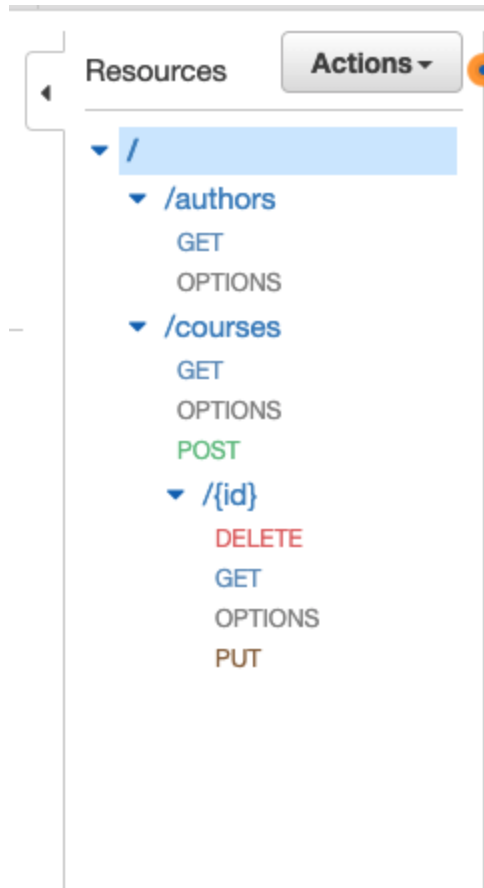 Resources Actions
/
/authors
GET
OPTIONS
/courses
GET
OPTIONS
POST
/{id}
DELETE
GET
OPTIONS
PUT